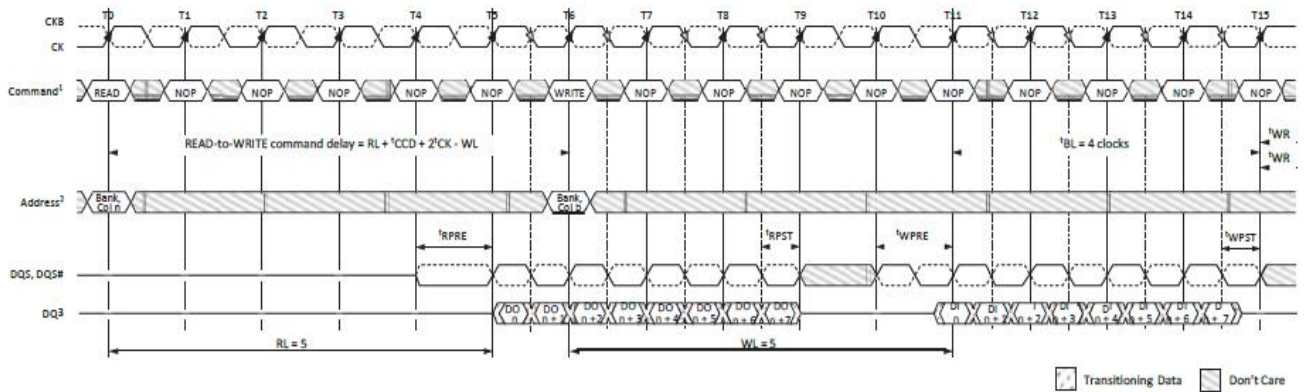 T0 T1 T2 T3 T4 T5 T6 T7 T8 T9 T10 T11 T12 T13 T14 T15
CKB
CK
Command1 READ NOP NOP NOP NOP NOP WRITE NOP NOP NOP NOP NOP NOP NOP NOP NOP
tWR
READ-to-WRITE command delay = RL + tCCD + 2tCK - WL
tBL = 4 clocks
tWR
Address2 Bank, Col n Bank, Col b
tRPRE tRPST tWPRE tWPST
DQS, DQS#
DQ3 DO n DO n + 1 DO n + 2 DO n + 3 DO n + 4 DO n + 5 DO n + 6 DO n + 7 DI n DI n + 1 DI n + 2 DI n + 3 DI n + 4 DI n + 5 DI n + 6 D n + 7
RL = 5 WL = 5
Transitioning Data Don't Care